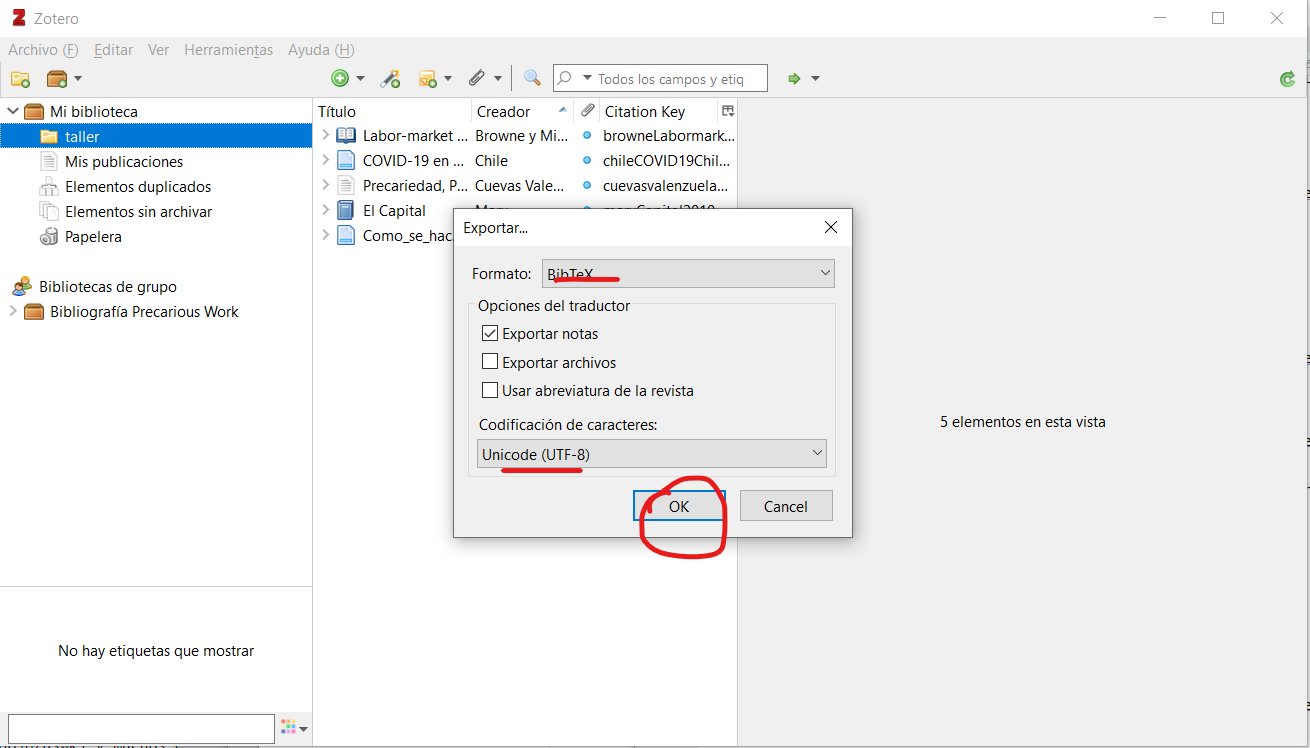 Zotero
Archivo (F) Editar Ver Herramientas Ayuda (H)
Todos los campos y etiq
Mi biblioteca
taller
Mis publicaciones
Elementos duplicados
Elementos sin archivar
Papelera
Bibliotecas de grupo
Bibliografía Precarious Work
No hay etiquetas que mostrar
Título Creador Citation Key
Labor-market ... Browne y Mi... browneLabormark...
COVID-19 en ... Chile chileCOVID19Chil...
Precariedad, P... Cuevas Vale... cuevasvalenzuela...
El Capital
Como_se_hac
Exportar...
Formato: BibTeX
Opciones del traductor
Exportar notas
Exportar archivos
Usar abreviatura de la revista
Codificación de caracteres:
Unicode (UTF-8)
OK Cancel
5 elementos en esta vista